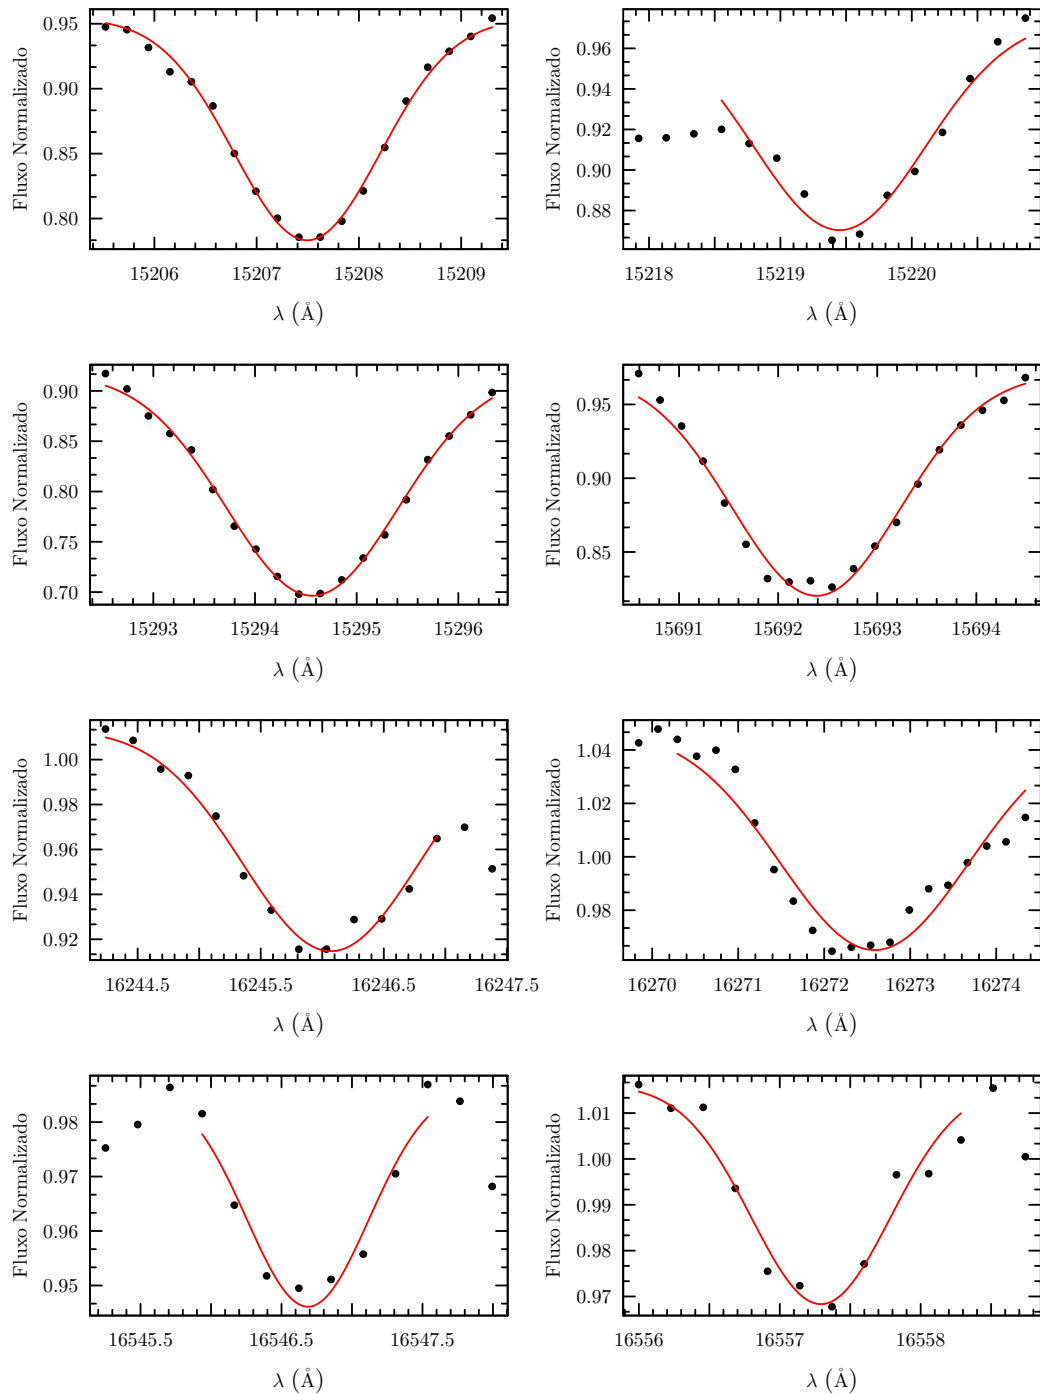 0.95
0.90
0.85
0.80
Fluxo Normalizado
15206 15207 15208 15209
λ (Å)
0.96
0.94
0.92
0.90
0.88
Fluxo Normalizado
15218 15219 15220
λ (Å)
0.90
0.85
0.80
0.75
0.70
Fluxo Normalizado
15293 15294 15295 15296
λ (Å)
0.95
0.90
0.85
Fluxo Normalizado
15691 15692 15693 15694
λ (Å)
1.00
0.98
0.96
0.94
0.92
Fluxo Normalizado
16244.5 16245.5 16246.5 16247.5
λ (Å)
1.04
1.02
1.00
0.98
Fluxo Normalizado
16270 16271 16272 16273 16274
λ (Å)
0.98
0.97
0.96
0.95
Fluxo Normalizado
16545.5 16546.5 16547.5
λ (Å)
1.01
1.00
0.99
0.98
0.97
Fluxo Normalizado
16556 16557 16558
λ (Å)